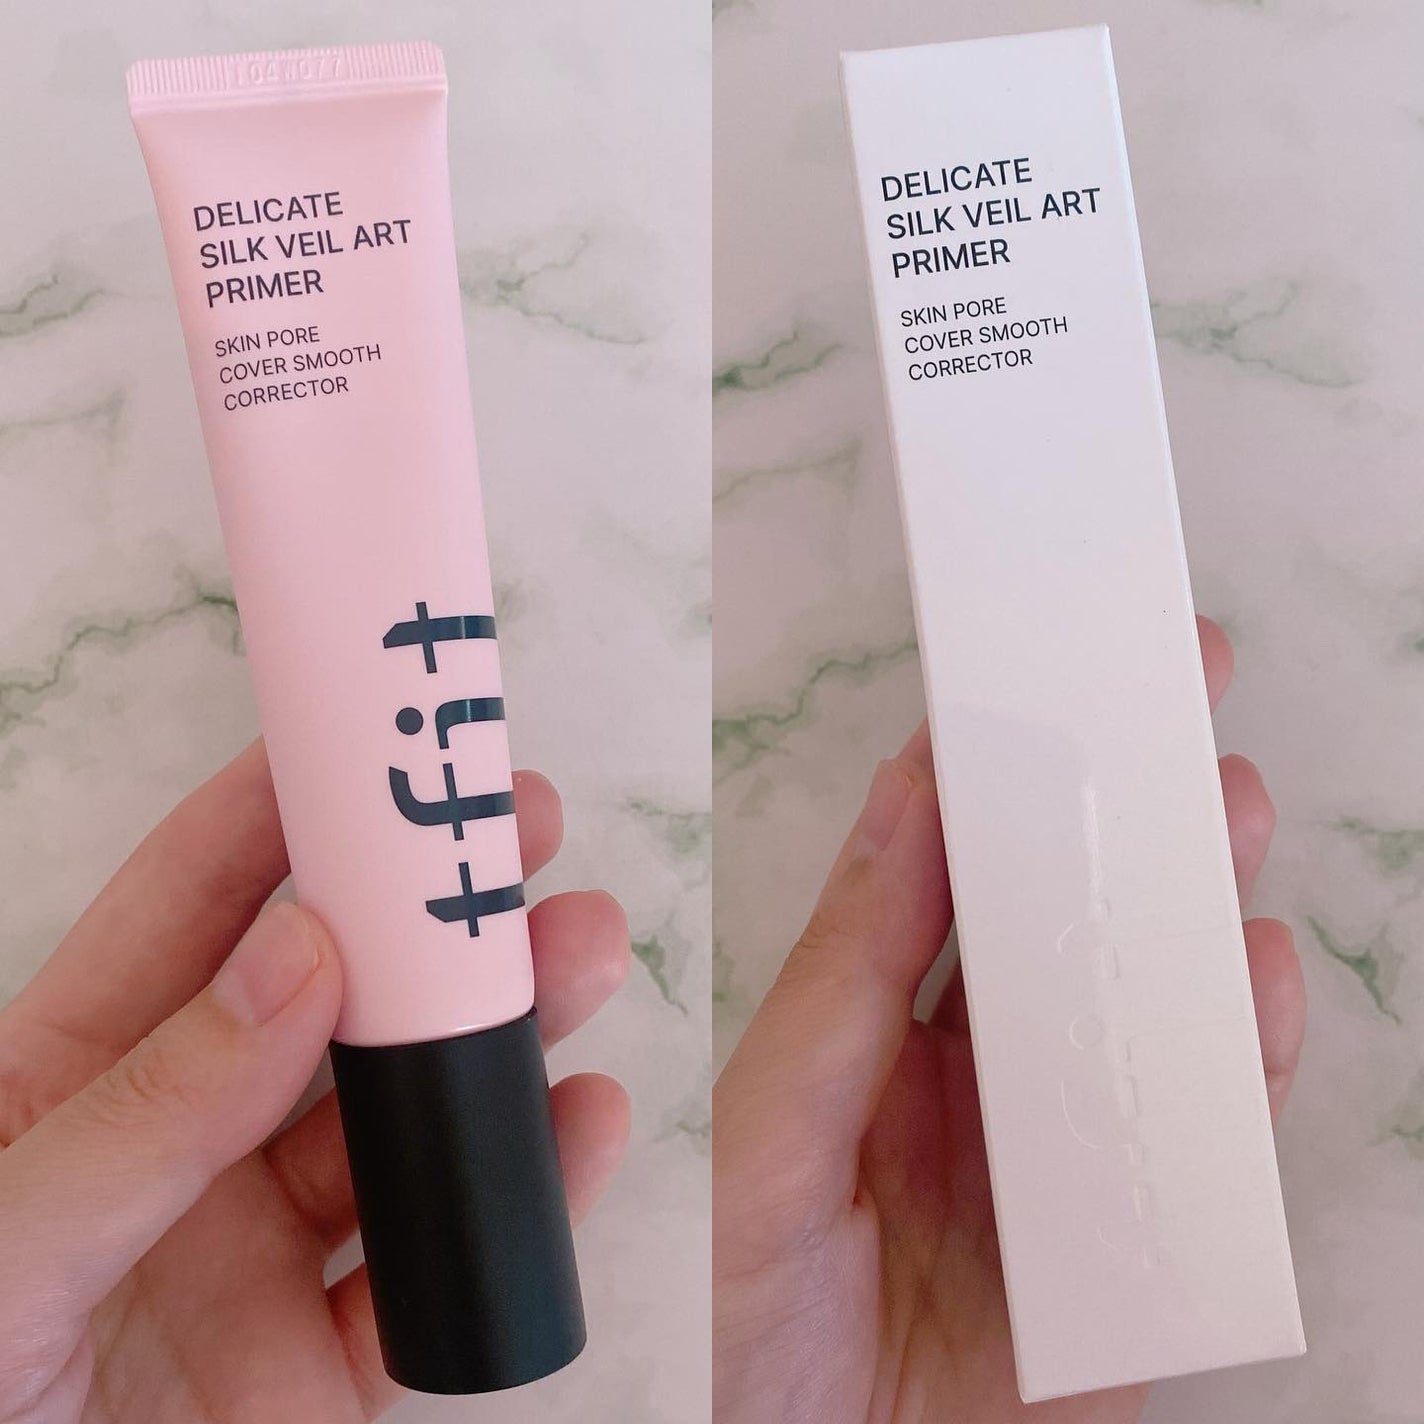 DELICATE
SILK VEIL ART
PRIMER
SKIN PORE
COVER SMOOTH
CORRECTOR
tfit
DELICATE
SILK VEIL ART
PRIMER
SKIN PORE
COVER SMOOTH
CORRECTOR
tfit